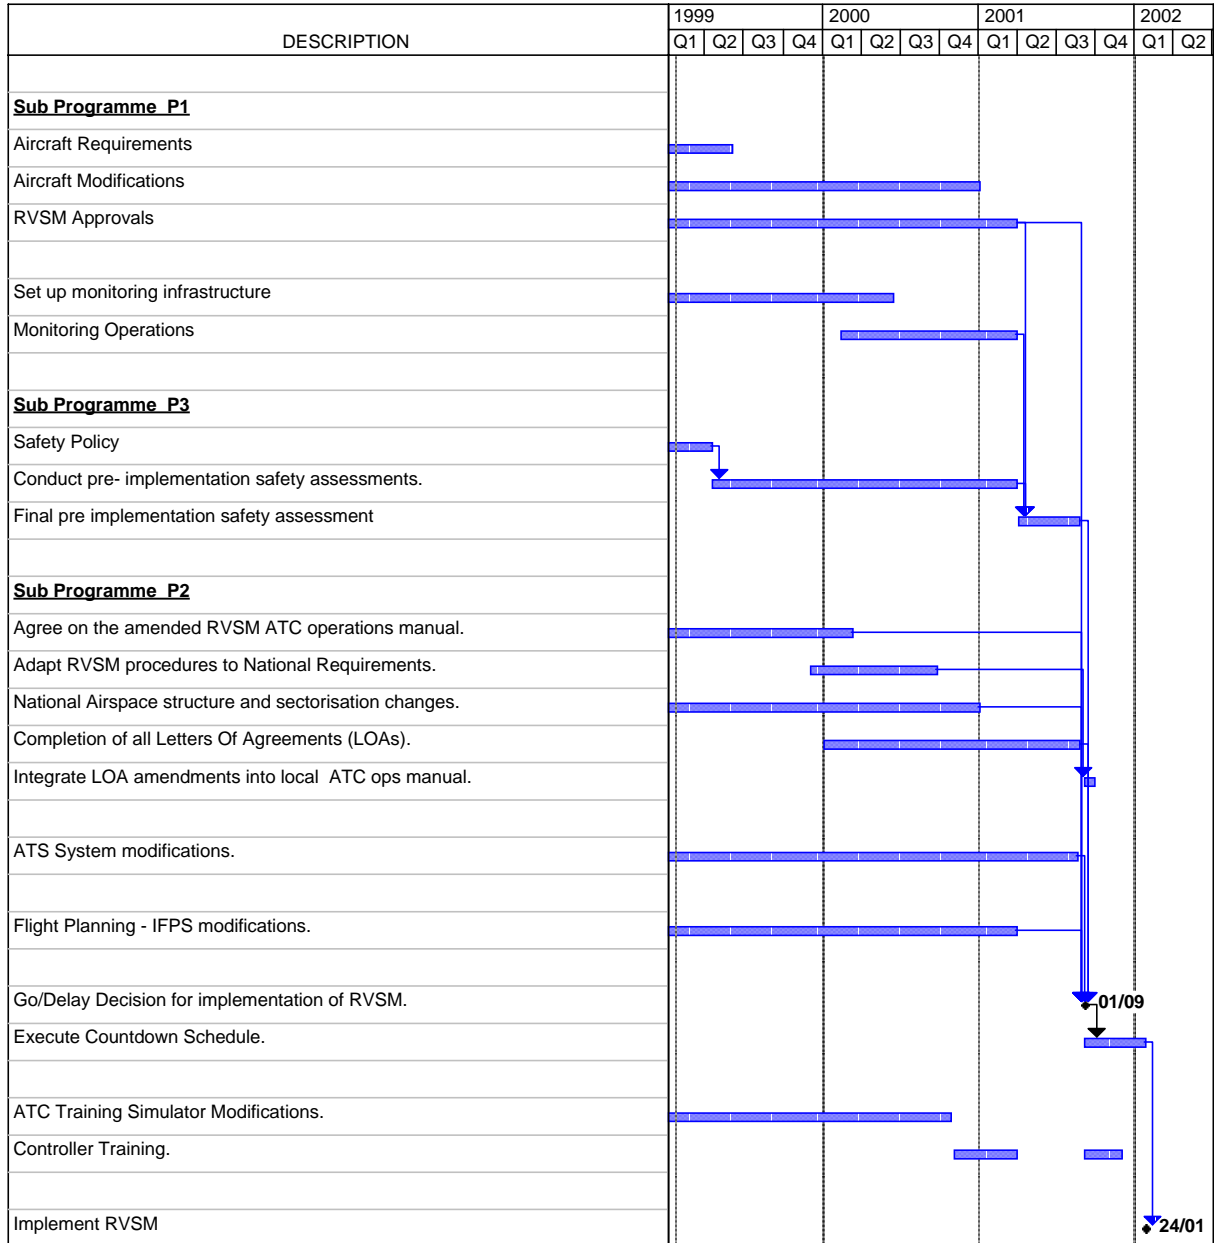 1999 2000 2001 2002
DESCRIPTION Q1 Q2 Q3 Q4 Q1 Q2 Q3 Q4 Q1 Q2 Q3 Q4 Q1 Q2
Sub Programme P1
Aircraft Requirements
Aircraft Modifications
RVSM Approvals
Set up monitoring infrastructure
Monitoring Operations
Sub Programme P3
Safety Policy
Conduct pre- implementation safety assessments.
Final pre implementation safety assessment
Sub Programme P2
Agree on the amended RVSM ATC operations manual.
Adapt RVSM procedures to National Requirements.
National Airspace structure and sectorisation changes.
Completion of all Letters Of Agreements (LOAs).
Integrate LOA amendments into local ATC ops manual.
ATS System modifications.
Flight Planning - IFPS modifications.
Go/Delay Decision for implementation of RVSM. 01/09
Execute Countdown Schedule.
ATC Training Simulator Modifications.
Controller Training.
Implement RVSM 24/01